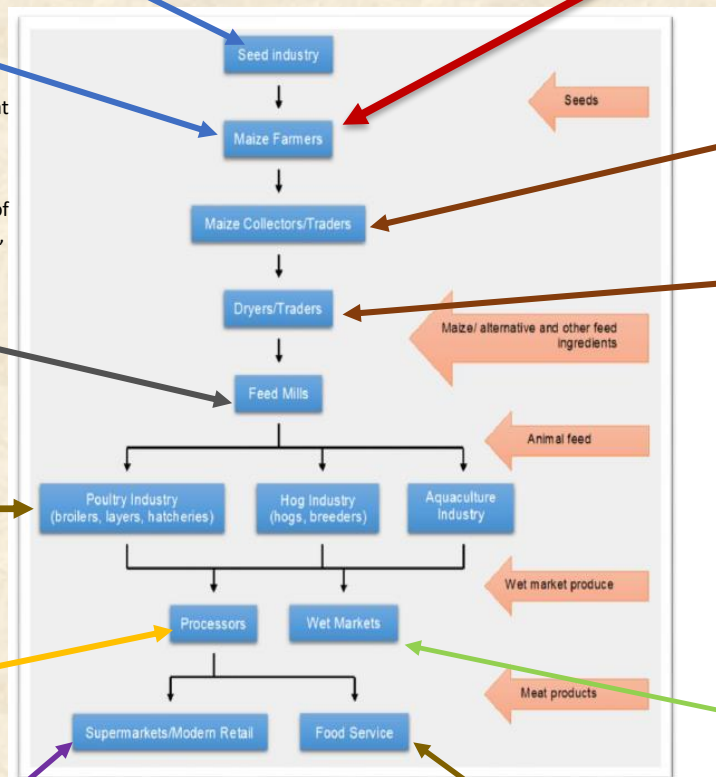 Seed industry
Seeds
Maize Farmers
of
,
Maize Collectors/Traders
Dryers/Traders
Maize/ alternative and other feed
ingredients
Feed Mills
Animal feed
Poultry Industry
(broilers, layers, hatcheries)
Hog Industry
(hogs, breeders)
Aquaculture
Industry
Wet market produce
Processors
Wet Markets
Meat products
Supermarkets/Modern Retail
Food Service